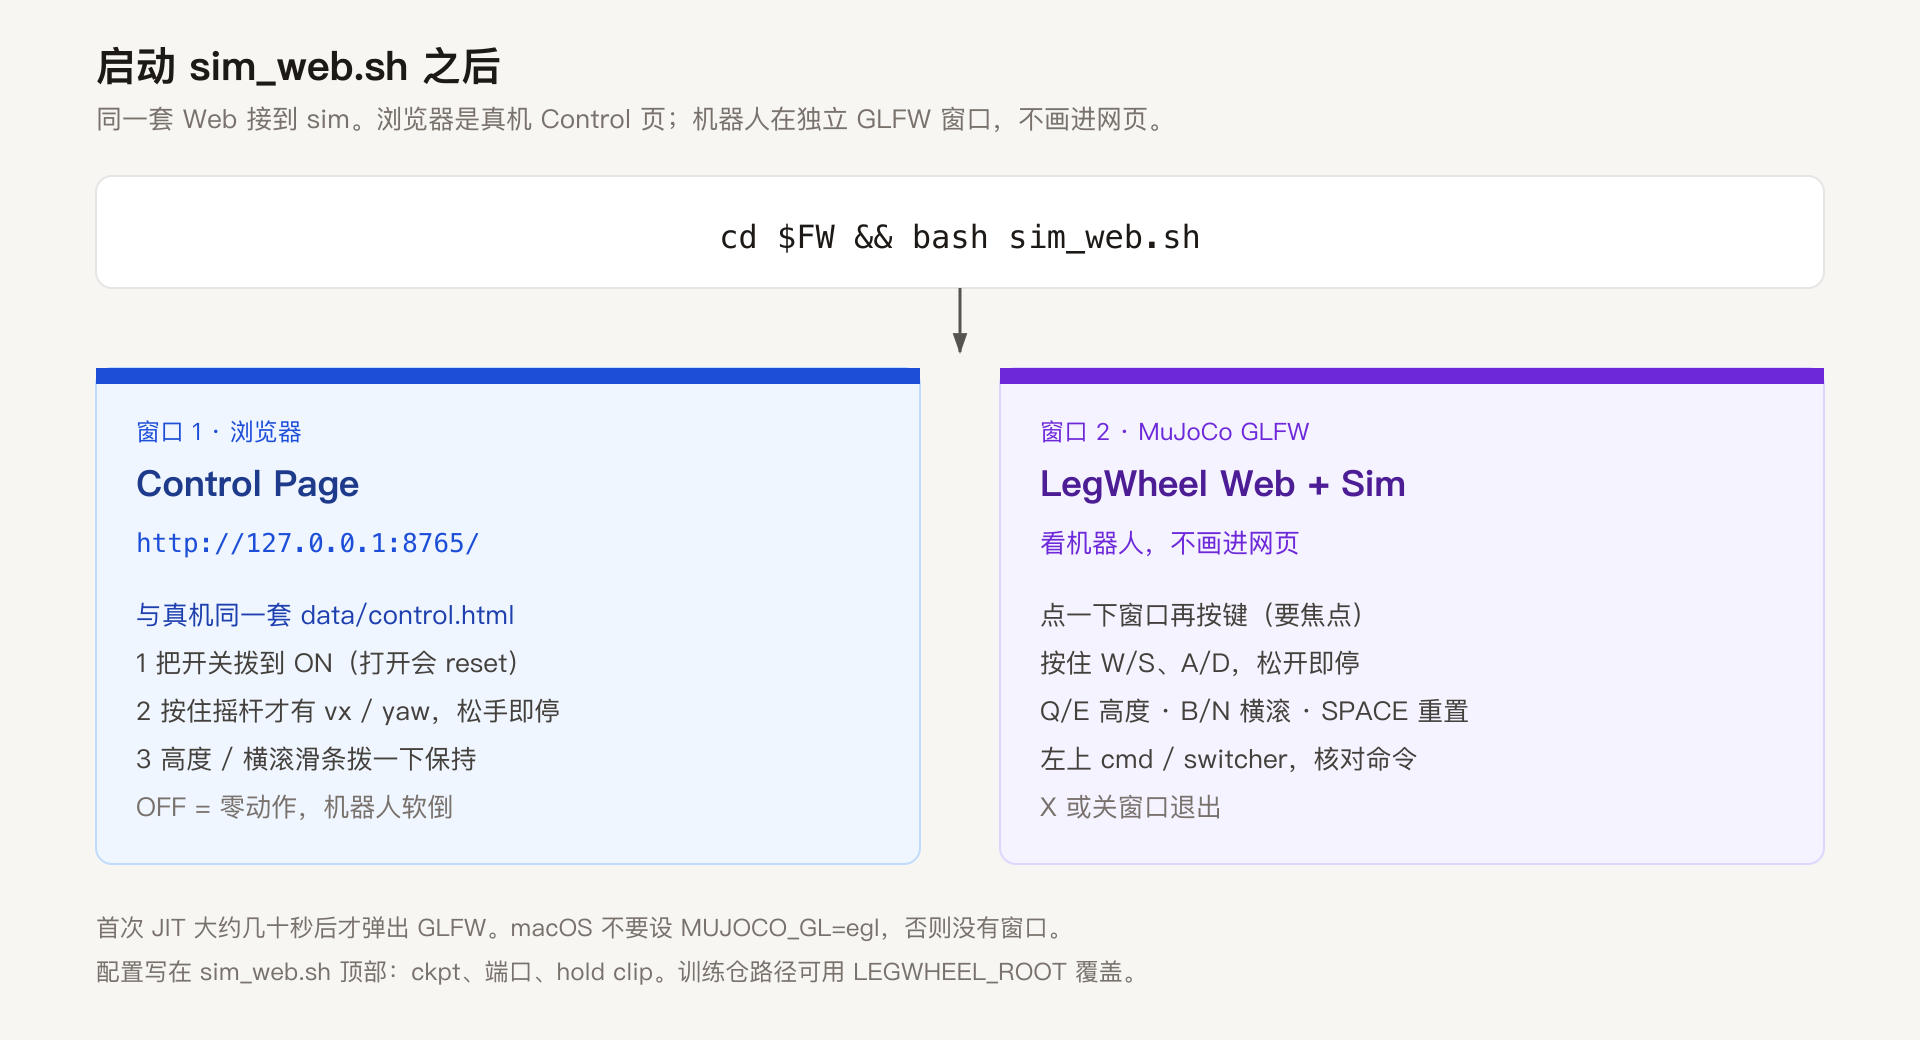 启动 sim_web.sh 之后
同一套 Web 接到 sim。浏览器是真机 Control 页；机器人在独立 GLFW 窗口，不画进网页。
cd $FW && bash sim_web.sh
窗口 1 · 浏览器
Control Page
http://127.0.0.1:8765/
与真机同一套 data/control.html
1 把开关拨到 ON（打开会 reset）
2 按住摇杆才有 vx / yaw，松手即停
3 高度 / 横滚滑条拨一下保持
OFF = 零动作，机器人软倒
窗口 2 · MuJoCo GLFW
LegWheel Web + Sim
看机器人，不画进网页
点一下窗口再按键（要焦点）
按住 W/S、A/D，松开即停
Q/E 高度 · B/N 横滚 · SPACE 重置
左上 cmd / switcher，核对命令
X 或关窗口退出
首次 JIT 大约几十秒后才弹出 GLFW。macOS 不要设 MUJOCO_GL=egl，否则没有窗口。
配置写在 sim_web.sh 顶部：ckpt、端口、hold clip。训练仓路径可用 LEGWHEEL_ROOT 覆盖。